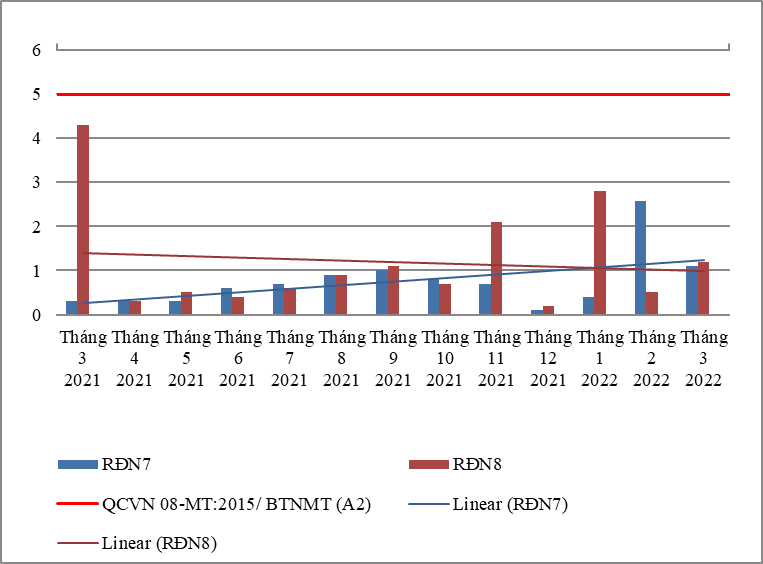 6
5
4
3
2
1
0
Tháng Tháng Tháng Tháng Tháng Tháng Tháng Tháng Tháng Tháng Tháng Tháng Tháng
3 4 5 6 7 8 9 10 11 12 1 2 3
2021 2021 2021 2021 2021 2021 2021 2021 2021 2021 2022 2022 2022
RĐN7 RĐN8
QCVN 08-MT:2015/ BTNMT (A2) Linear (RĐN7)
Linear (RĐN8)